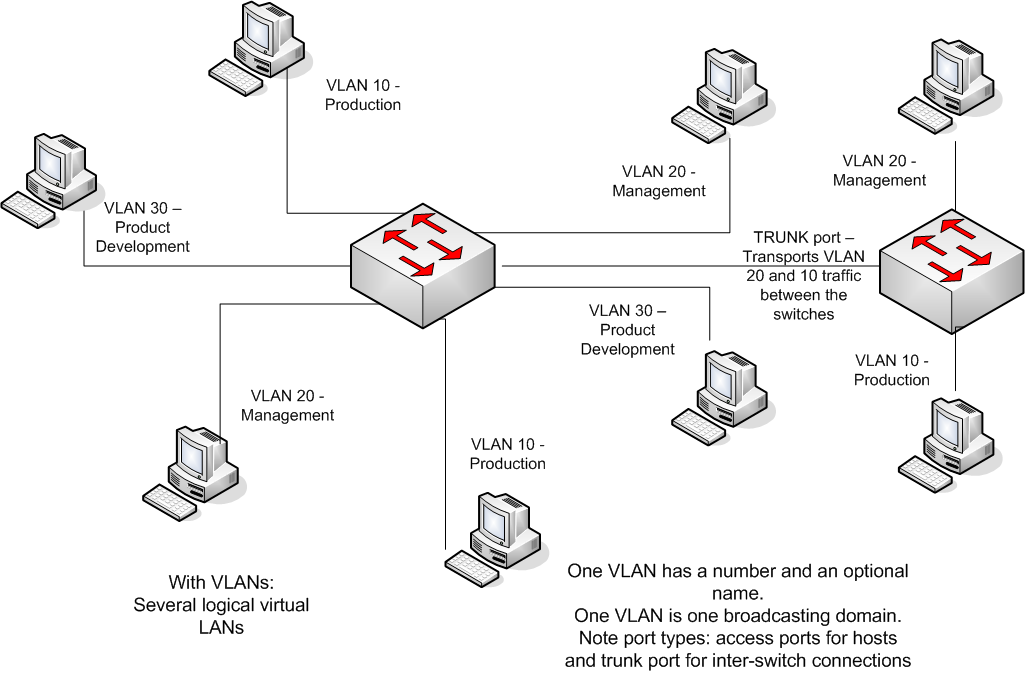 VLAN 10 -
Production
VLAN 20 -
Management
VLAN 20 -
Management
VLAN 30 –
Product
Development
TRUNK port –
Transports VLAN
20 and 10 traffic
between the
switches
VLAN 30 –
Product
Development
VLAN 10 -
Production
VLAN 20 -
Management
VLAN 10 -
Production
With VLANs:
Several logical virtual
LANs
One VLAN has a number and an optional
name.
One VLAN is one broadcasting domain.
Note port types: access ports for hosts
and trunk port for inter-switch connections